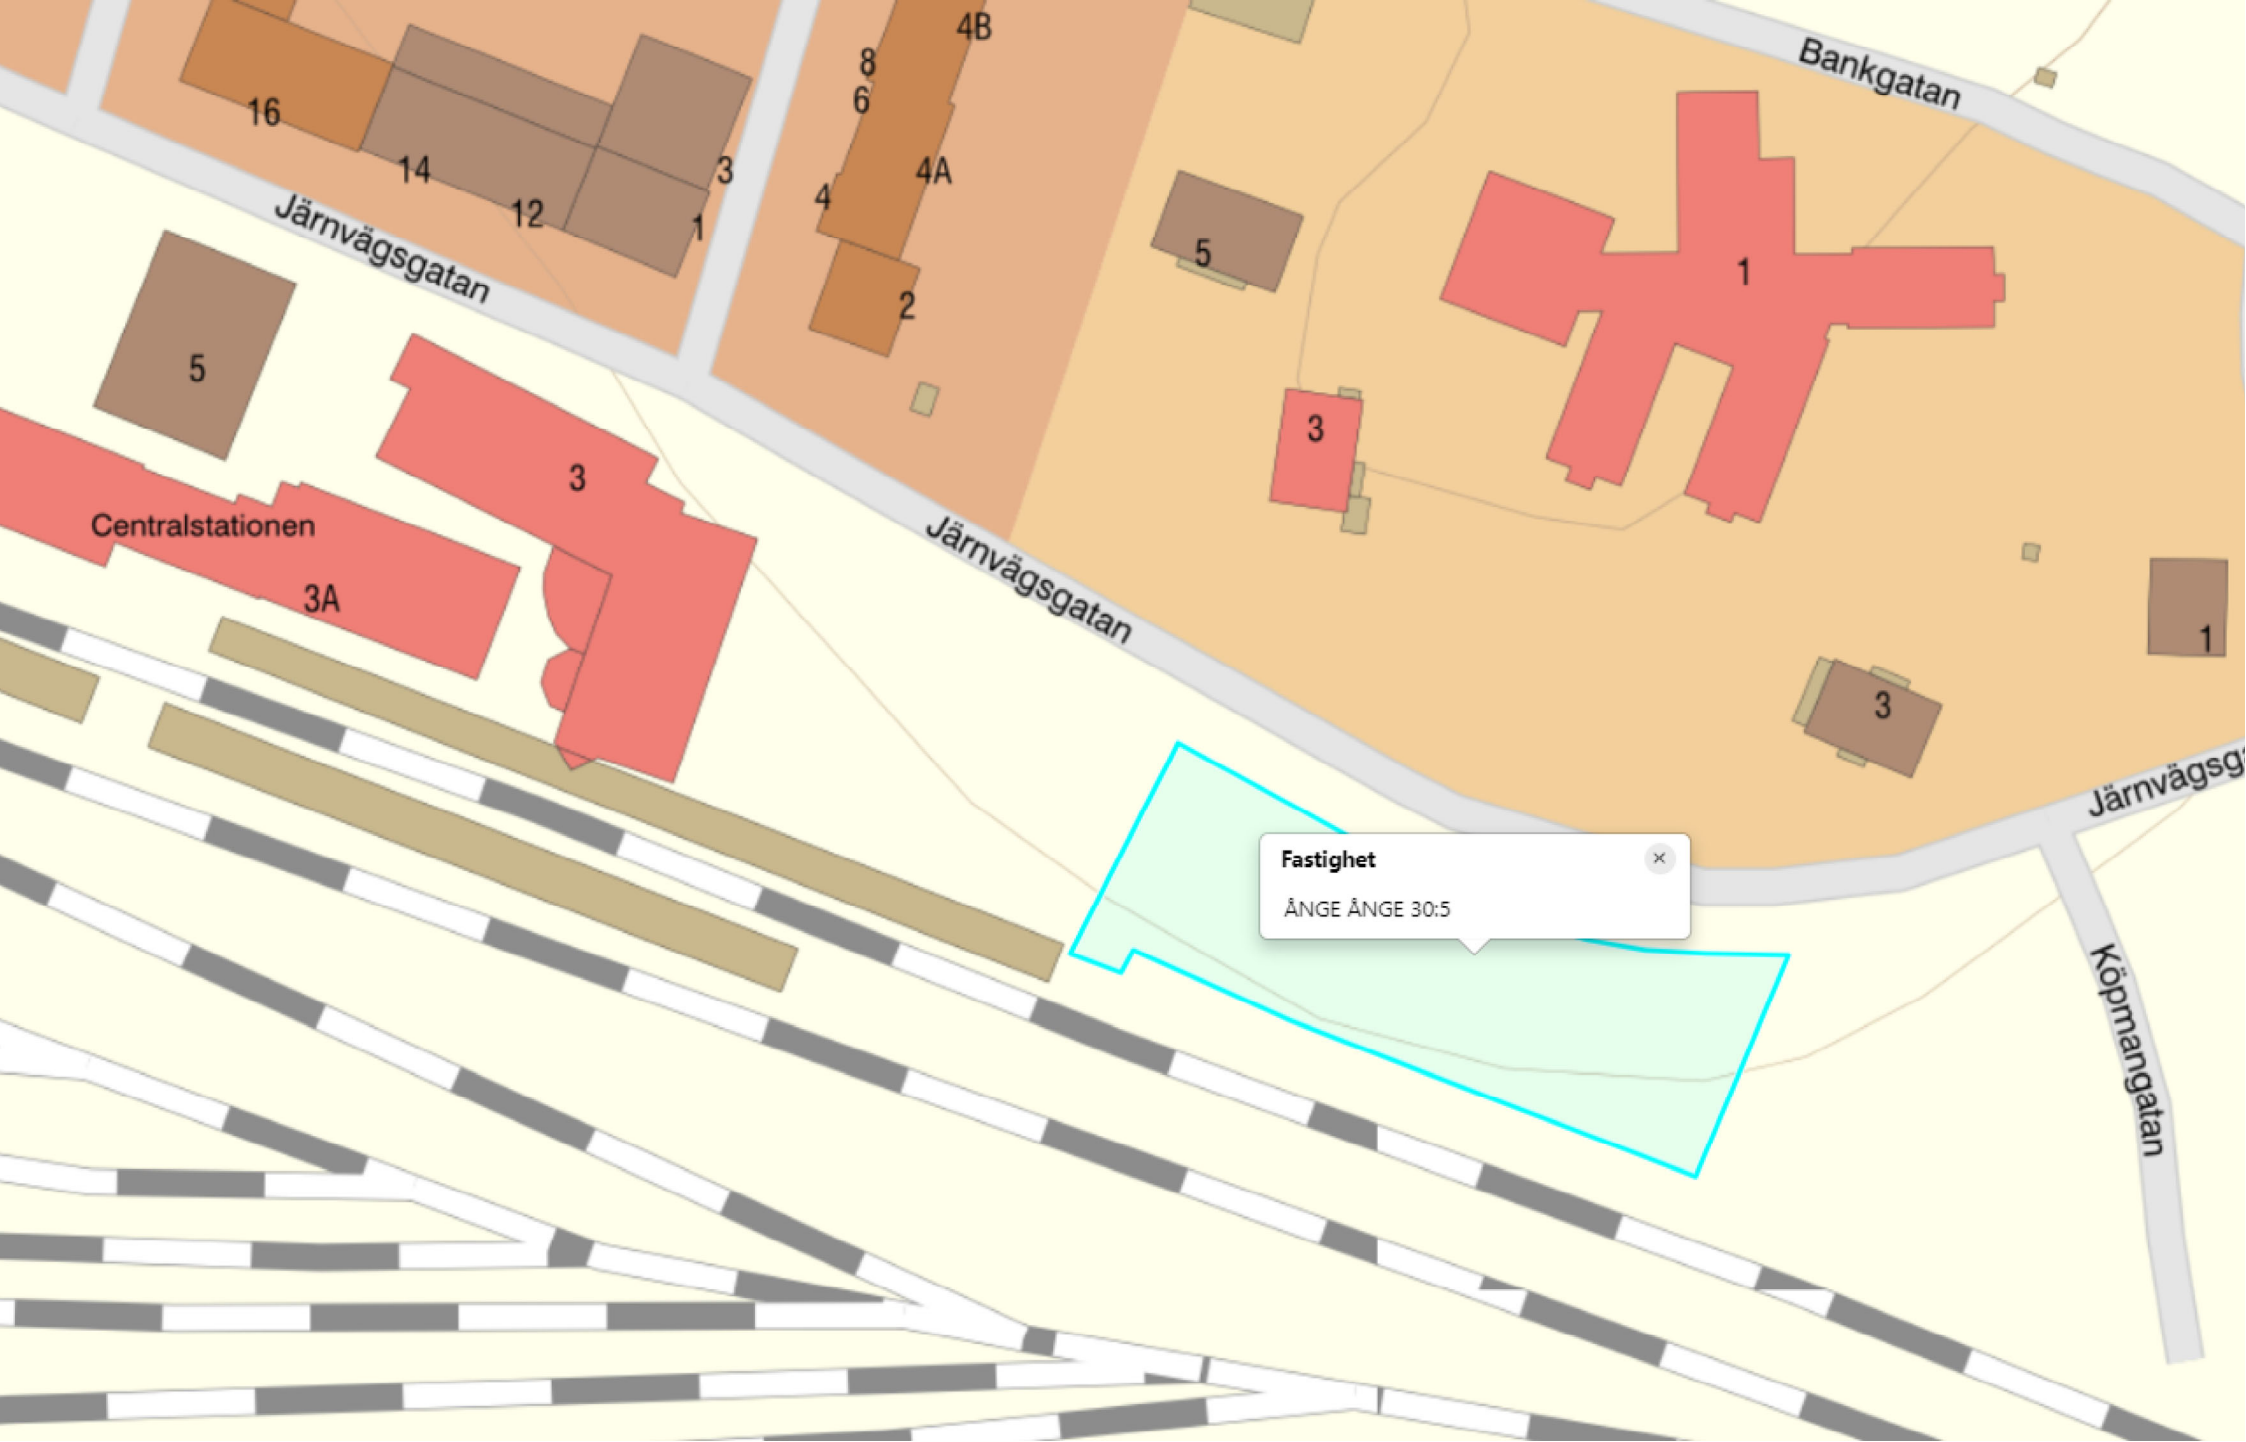 4B
8
Bankgatan
6
16
14
3
4A
4
12
1
5
1
Järnvägsgatan
2
5
3
3
Centralstationen
Järnvägsgatan
3A
1
3
Järnvägsga
Fastighet
ÅNGE ÅNGE 30:5
Köpmangatan